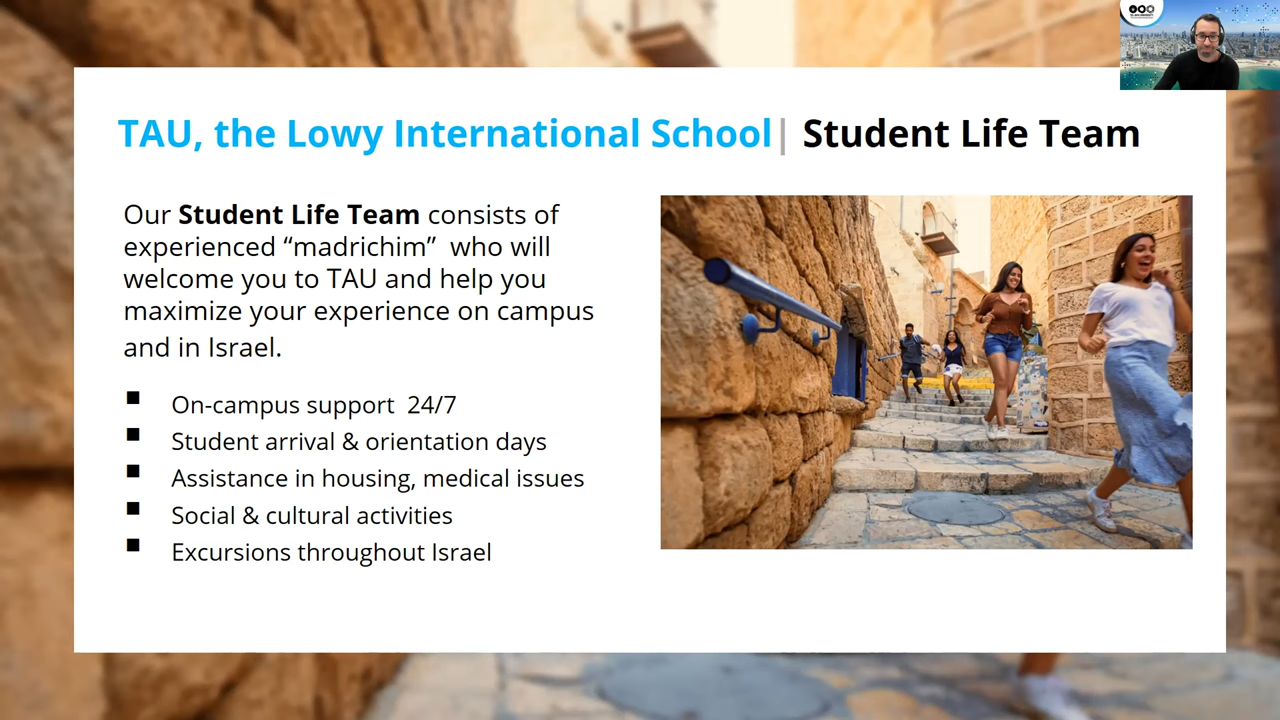 TAU, the Lowy International School| Student Life Team
Our Student Life Team consists of
experienced “madrichim”  who will
welcome you to TAU and help you
maximize your experience on campus
and in Israel.
■ On-campus support  24/7
■ Student arrival & orientation days
■ Assistance in housing, medical issues
■ Social & cultural activities
■ Excursions throughout Israel